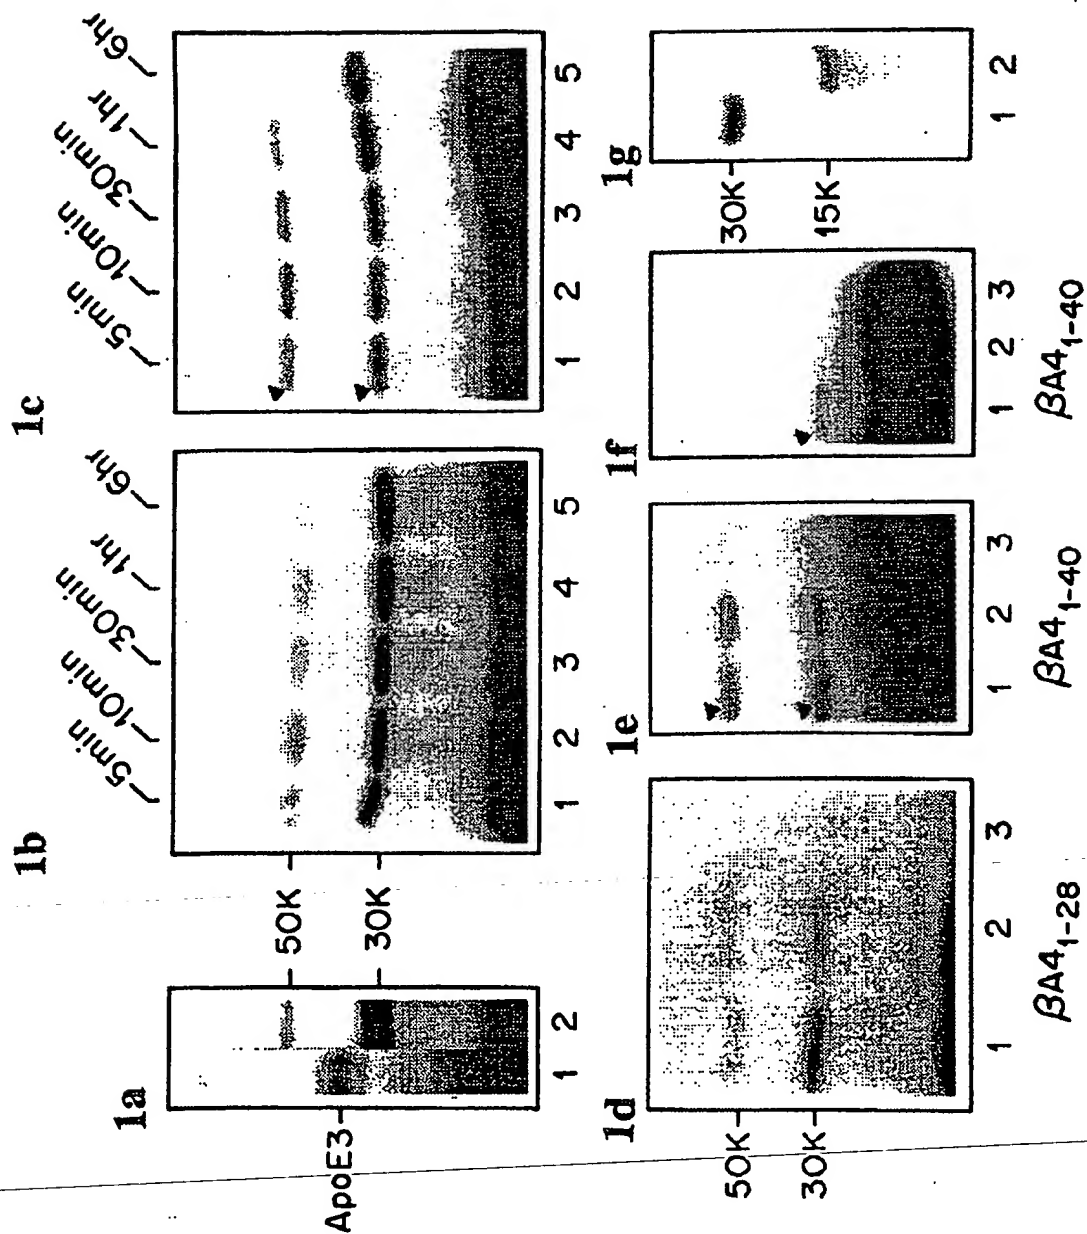 1a
ApoE3
1 2
1b
5min 10min 30min 1hr 6hr
50K
30K
1 2 3 4 5
1c
5min 10min 30min 1hr 6hr
1 2 3 4 5
1d
50K
30K
1 2 3
βA4₁₋₂₈
1e
1 2 3
βA4₁₋₄₀
1f
1 2 3
βA4₁₋₄₀
1g
30K
15K
1 2